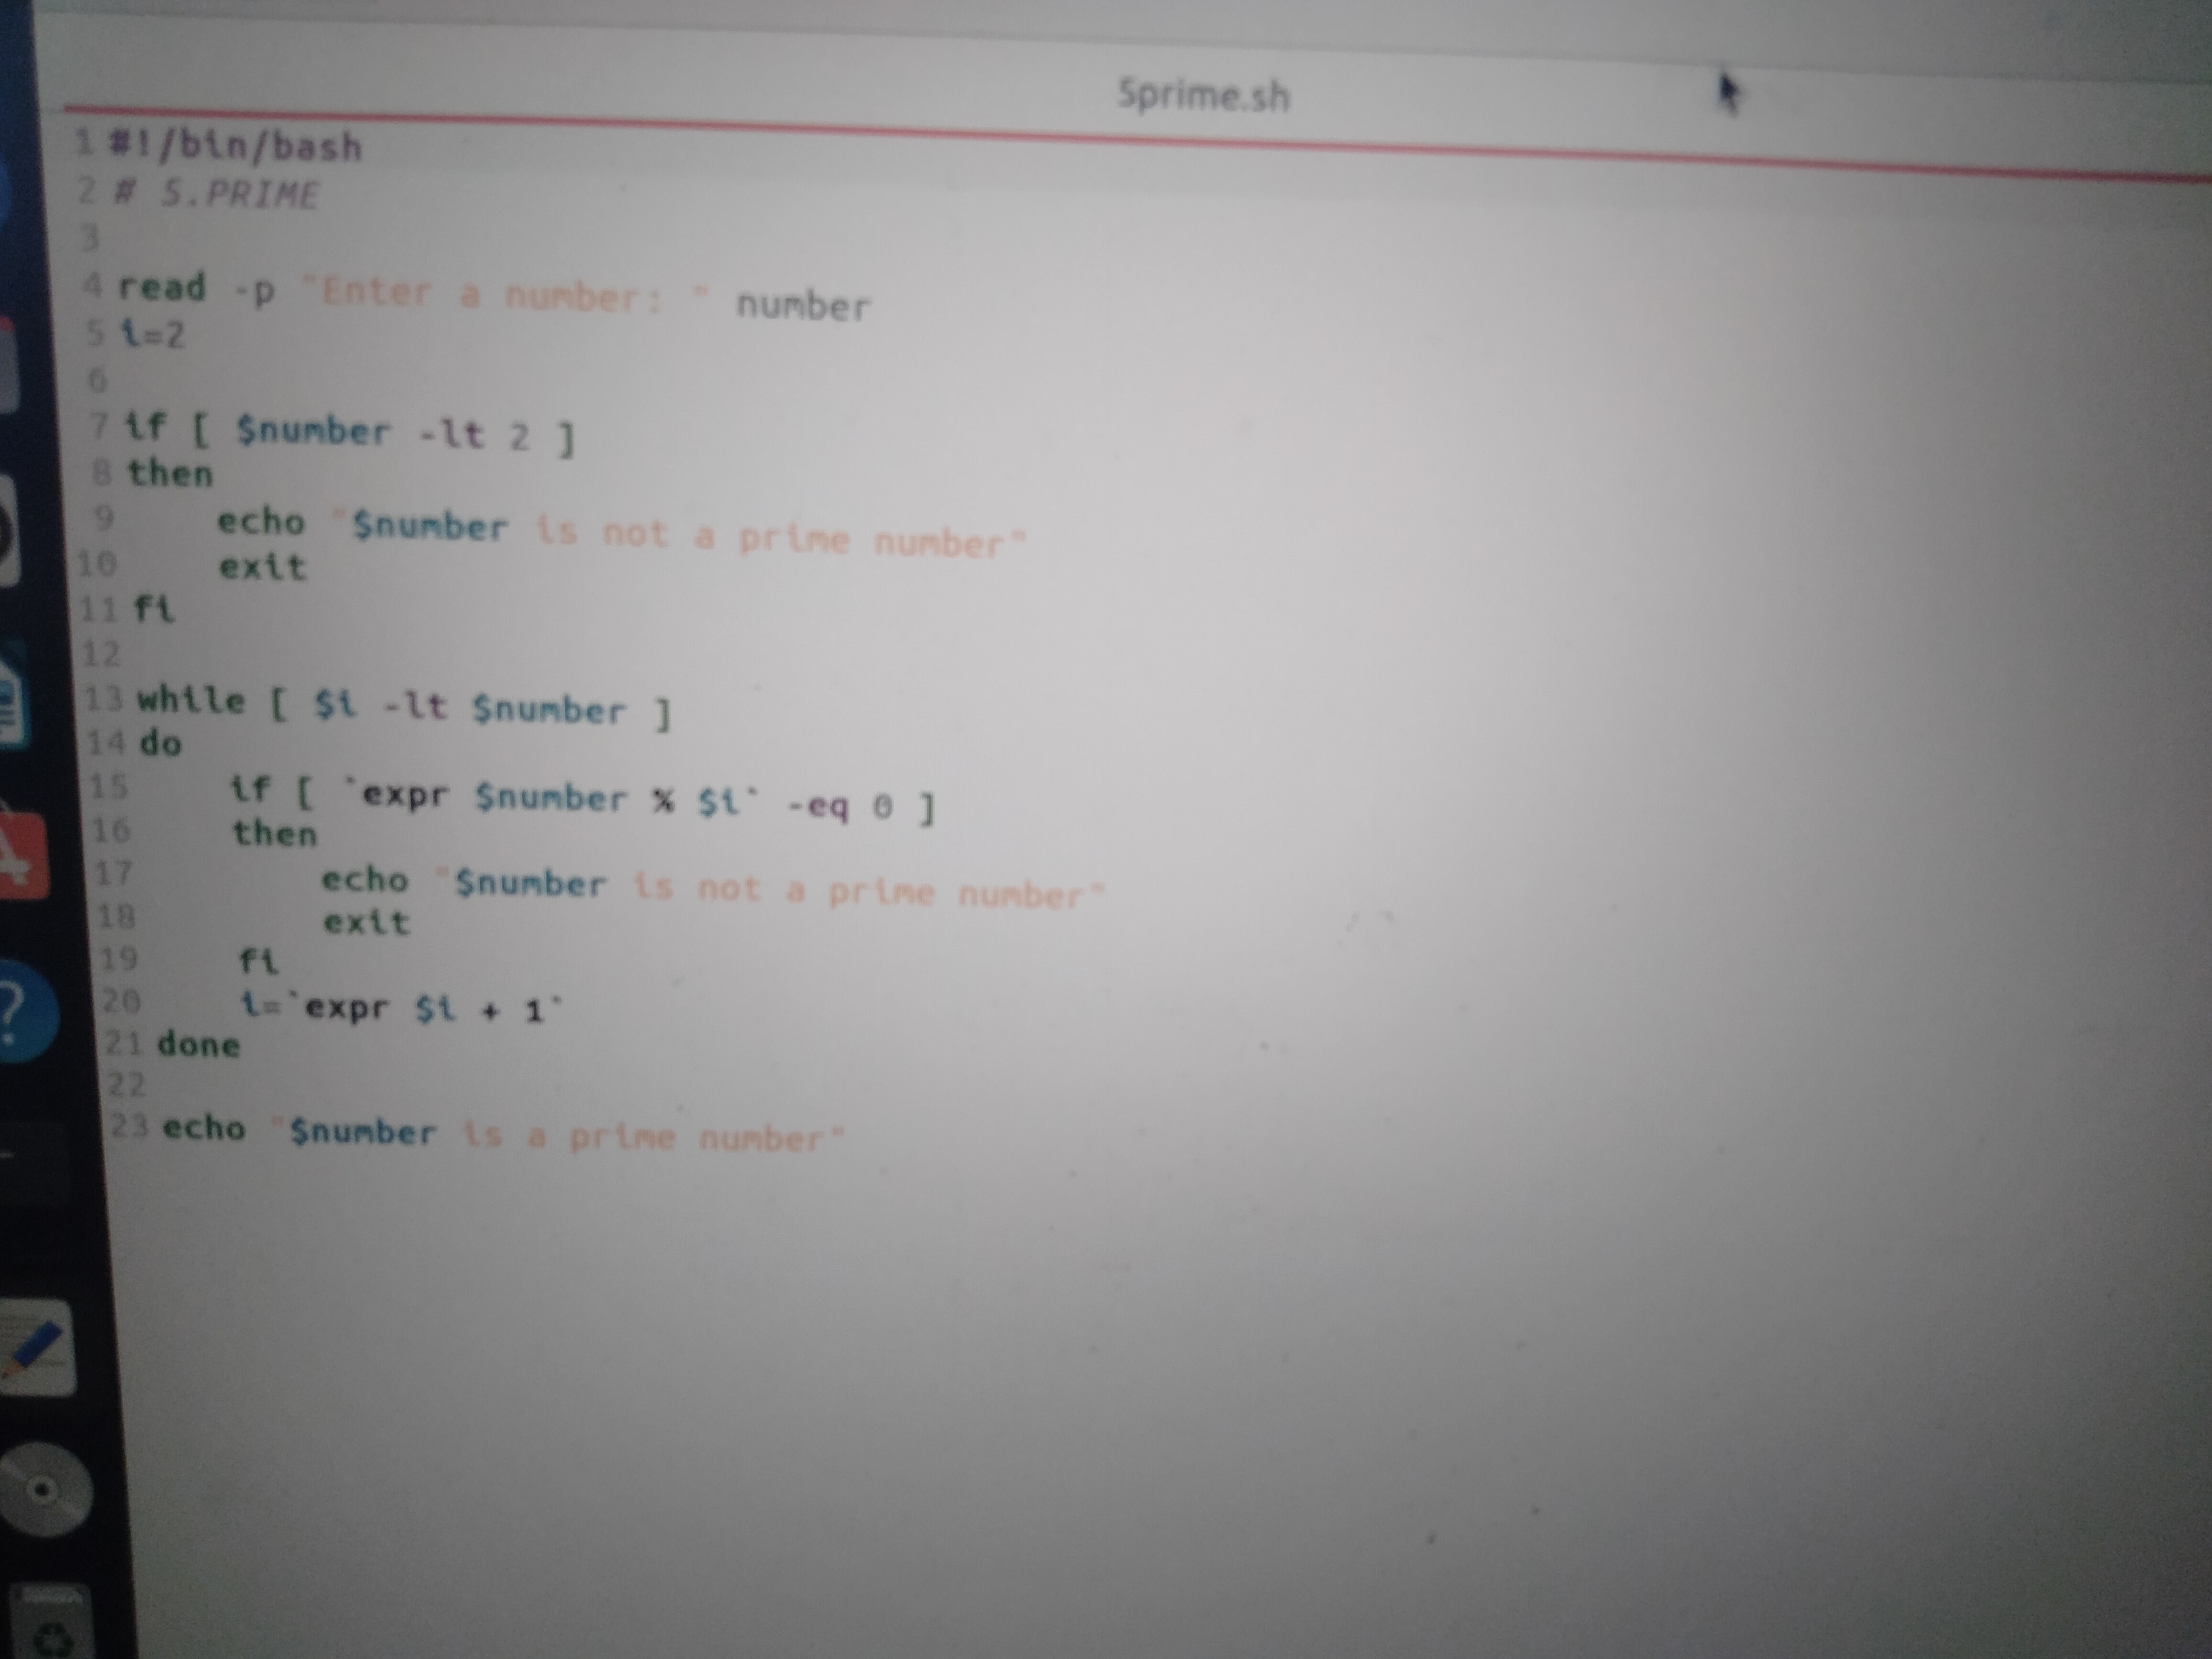 5prime.sh
1 #!/bin/bash
2 # 5.PRIME
3
4 read -p "Enter a number: " number
5 i=2
6
7 if [ $number -lt 2 ]
8 then
9     echo "$number is not a prime number"
10     exit
11 fi
12
13 while [ $i -lt $number ]
14 do
15     if [ `expr $number % $i` -eq 0 ]
16     then
17         echo "$number is not a prime number"
18         exit
19     fi
20     i=`expr $i + 1`
21 done
22
23 echo "$number is a prime number"